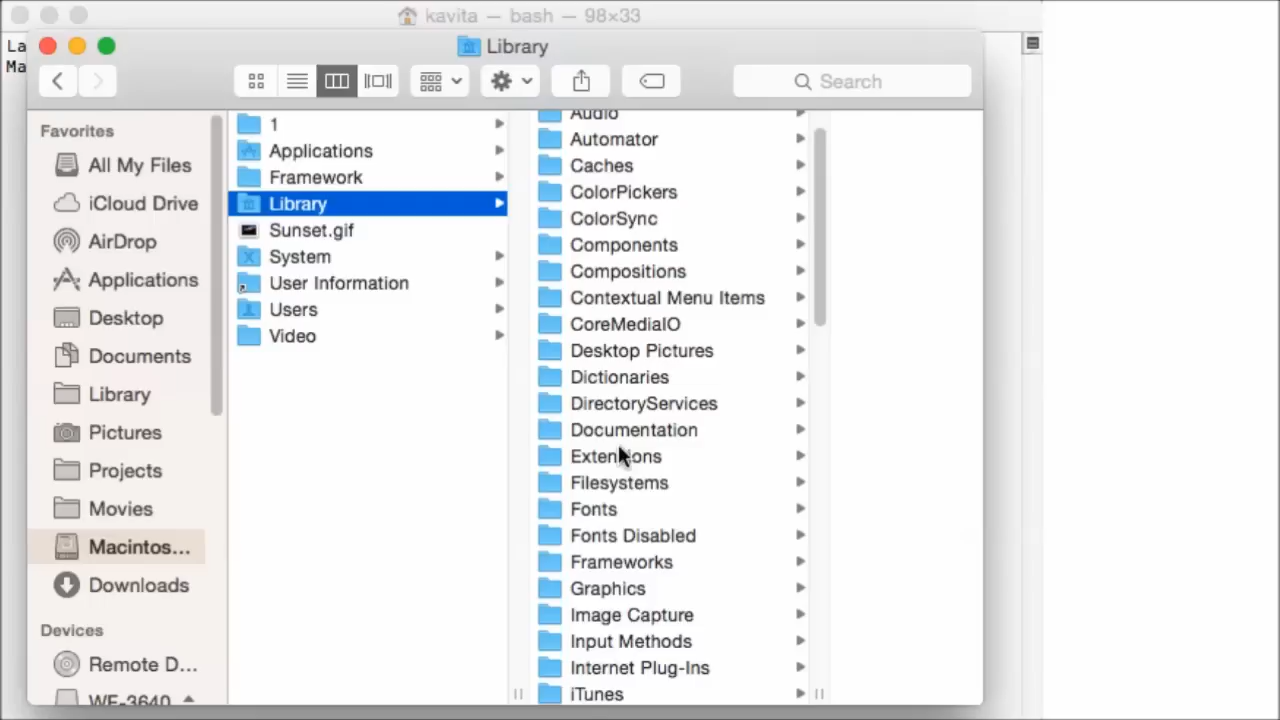 kavita — bash — 98×33
La
Ma
Library
Search
Favorites
All My Files
iCloud Drive
AirDrop
Applications
Desktop
Documents
Library
Pictures
Projects
Movies
Macintos...
Downloads
Devices
Remote D...
WF-3640
1
Applications
Framework
Library
Sunset.gif
System
User Information
Users
Video
Audio
Automator
Caches
ColorPickers
ColorSync
Components
Compositions
Contextual Menu Items
CoreMediaIO
Desktop Pictures
Dictionaries
DirectoryServices
Documentation
Extensions
Filesystems
Fonts
Fonts Disabled
Frameworks
Graphics
Image Capture
Input Methods
Internet Plug-Ins
iTunes